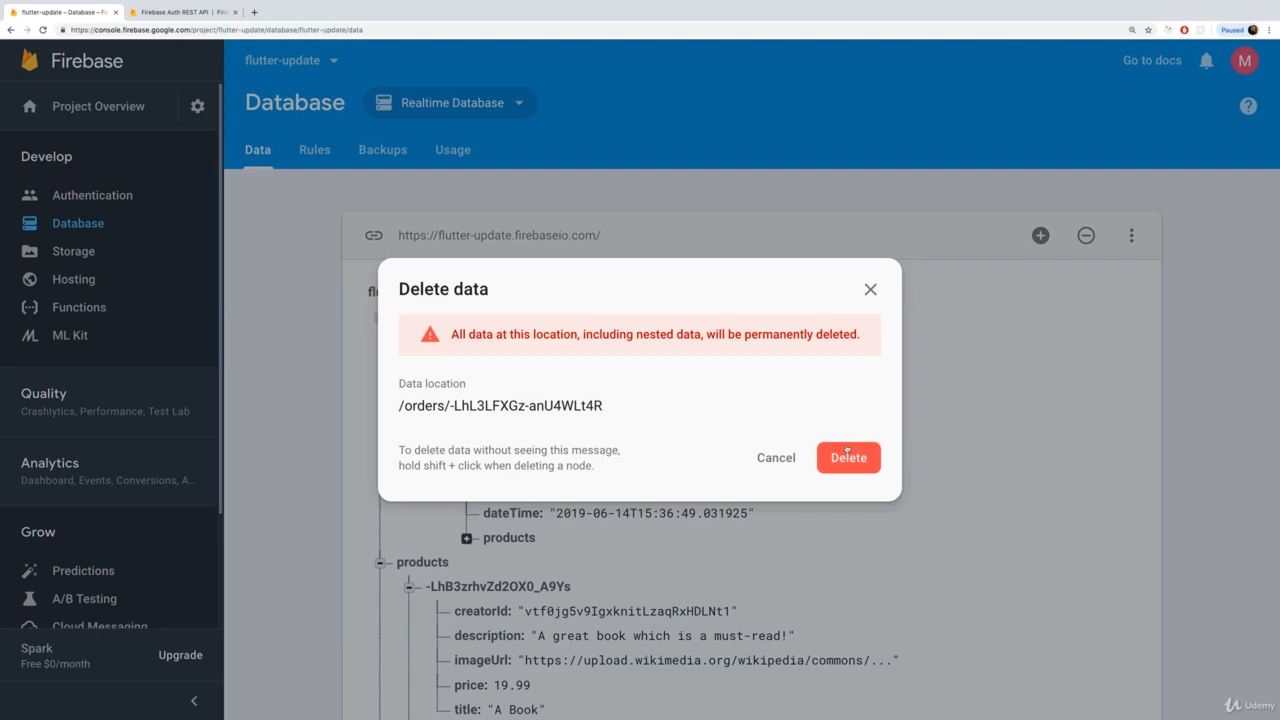 flutter-update – Database – Fi
Firebase Auth REST API | Fire
https://console.firebase.google.com/project/flutter-update/database/flutter-update/data
Paused
Firebase
flutter-update
Go to docs
M
Project Overview
Database
Realtime Database
Data
Rules
Backups
Usage
Develop
Authentication
Database
Storage
Hosting
Functions
ML Kit
Quality
Crashlytics, Performance, Test Lab
Analytics
Dashboard, Events, Conversions, A...
Grow
Predictions
A/B Testing
Cloud Messaging
Spark
Free $0/month
Upgrade
https://flutter-update.firebaseio.com/
Delete data
All data at this location, including nested data, will be permanently deleted.
Data location
/orders/-LhL3LFXGz-anU4WLt4R
To delete data without seeing this message,
hold shift + click when deleting a node.
Cancel
Delete
dateTime: "2019-06-14T15:36:49.031925"
products
products
-LhB3zrhvZd2OX0_A9Ys
creatorId: "vtf0jg5v9IgxknitLzaqRxHDLNt1"
description: "A great book which is a must-read!"
imageUrl: "https://upload.wikimedia.org/wikipedia/commons/..."
price: 19.99
title: "A Book"
Udemy